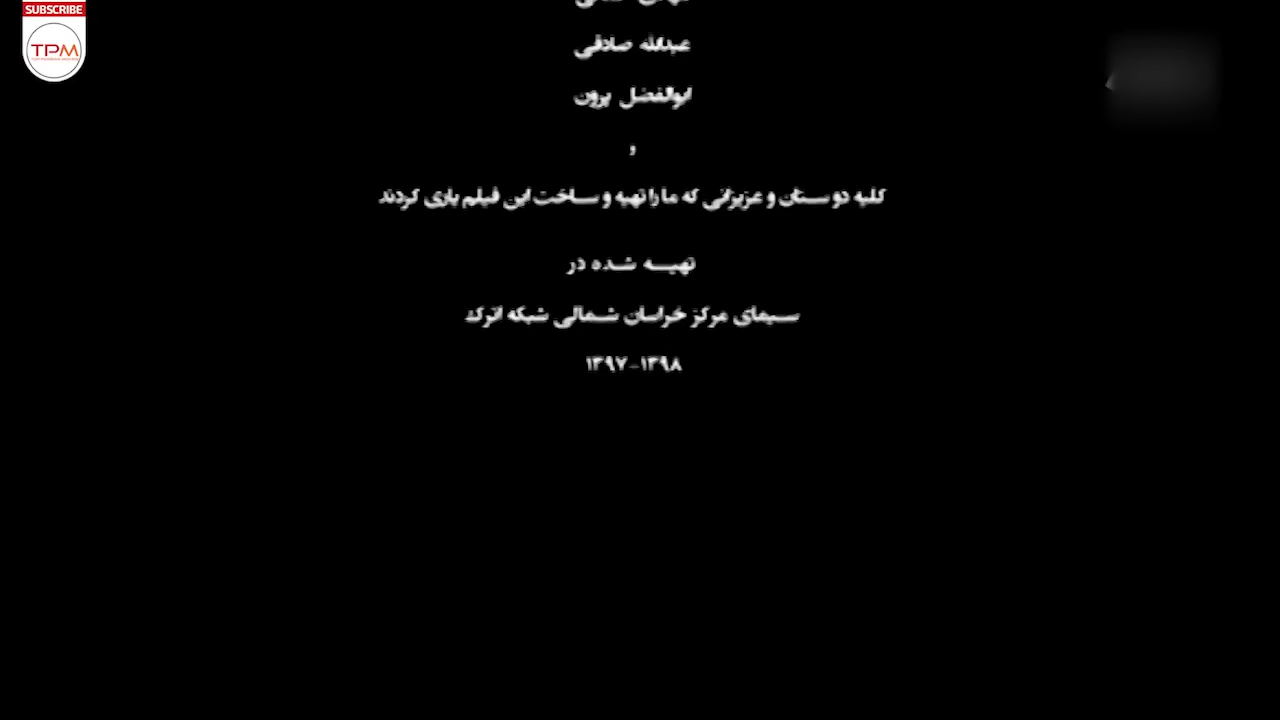 SUBSCRIBE
TPM
عبدالله صادقی
ابوالفضل برون
و
کلیه دوستان و عزیزانی که ما را تهیه و ساخت این فیلم یاری کردند
تهیه شده در
سیمای مرکز خراسان شمالی شبکه اترک
۱۳۹۷-۱۳۹۸